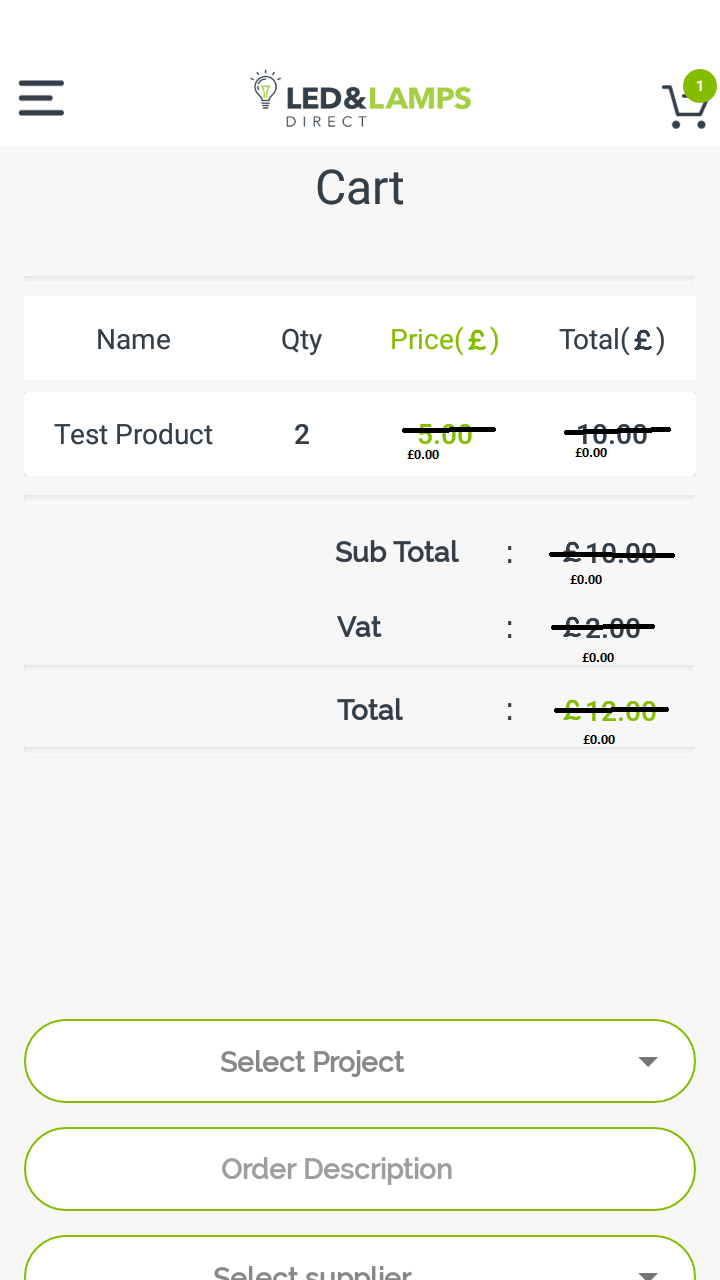 LED&LAMPS
DIRECT
1
Cart
Name Qty Price(£) Total(£)
Test Product 2 5.00 10.00
£0.00 £0.00
Sub Total : £10.00
£0.00
Vat : £2.00
£0.00
Total : £12.00
£0.00
Select Project
Order Description
Select supplier